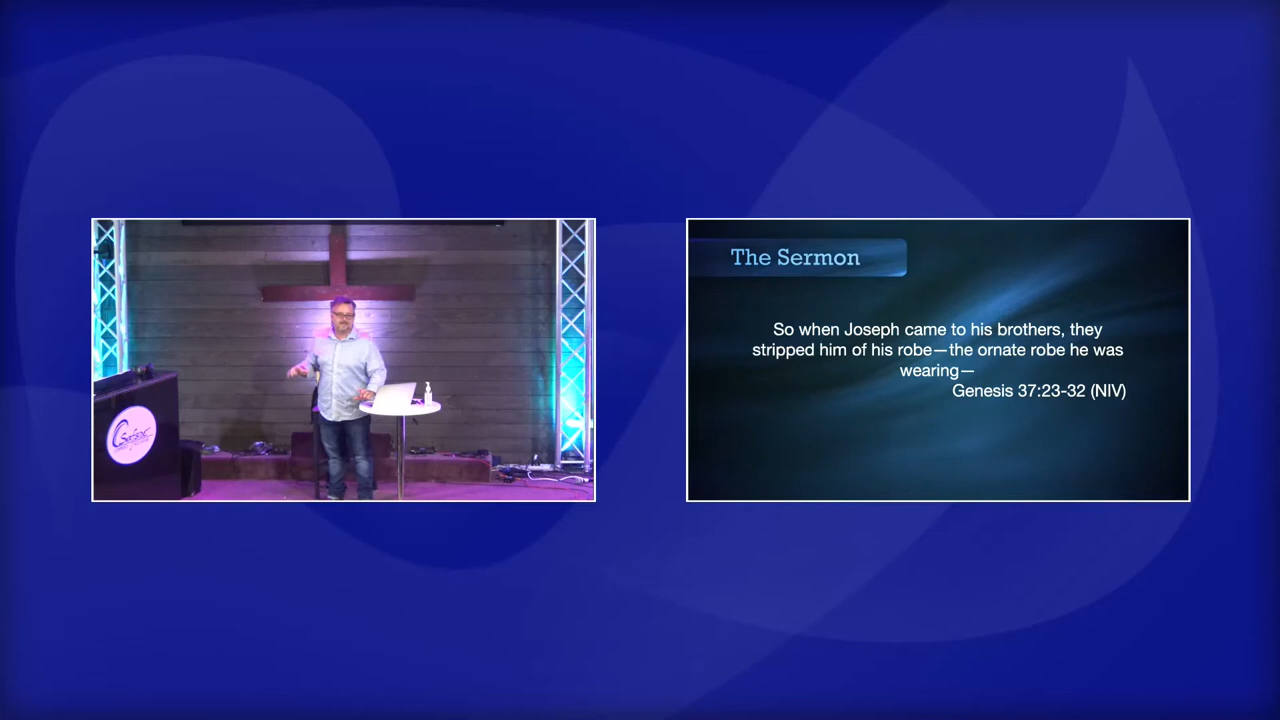 The Sermon
So when Joseph came to his brothers, they
stripped him of his robe—the ornate robe he was
wearing—
Genesis 37:23-32 (NIV)